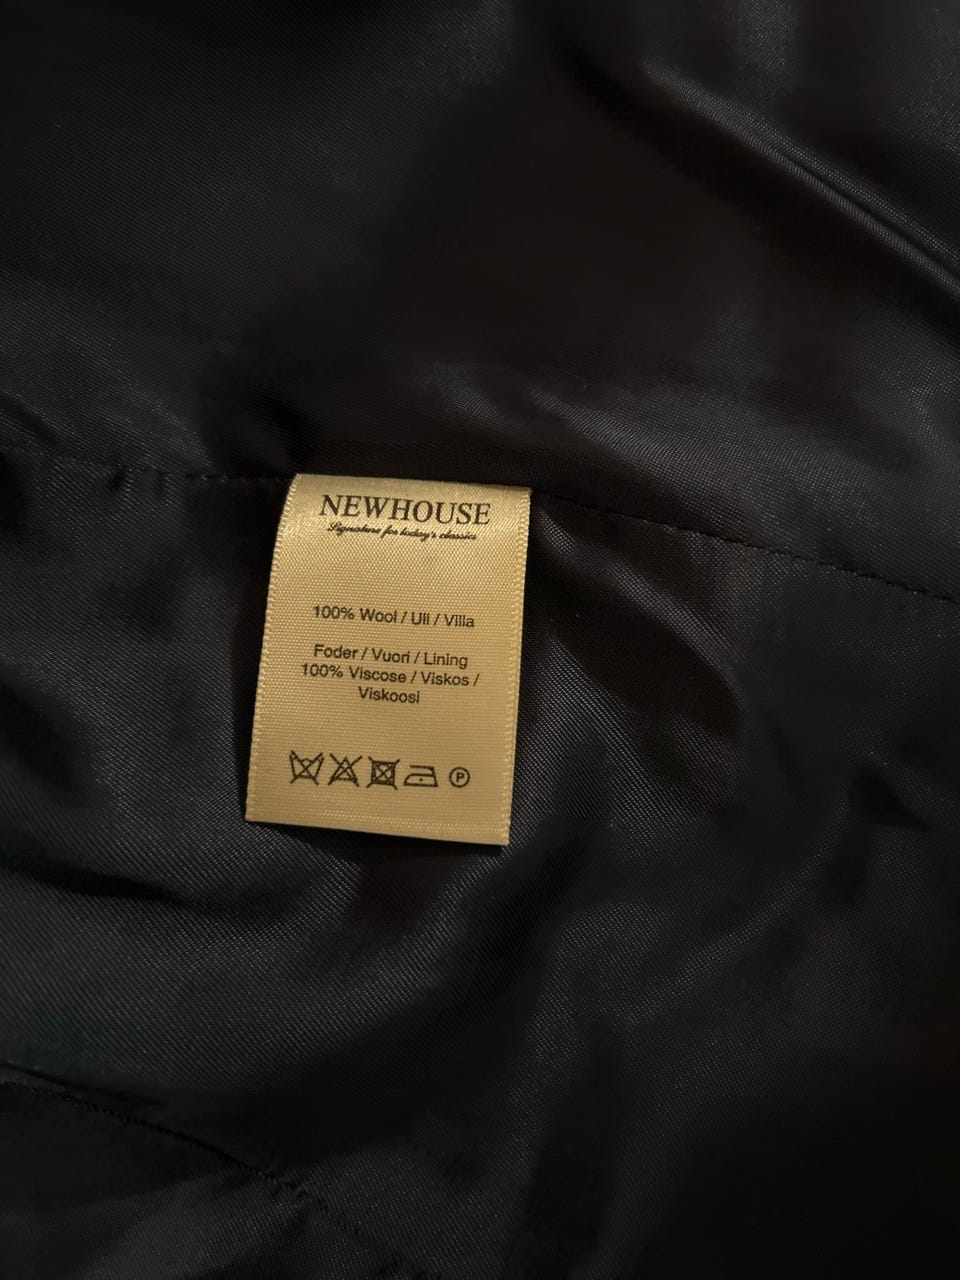 NEWHOUSE
Signature for today's classics
100% Wool / Ull / Villa
Foder / Vuori / Lining
100% Viscose / Viskos /
Viskoosi
P